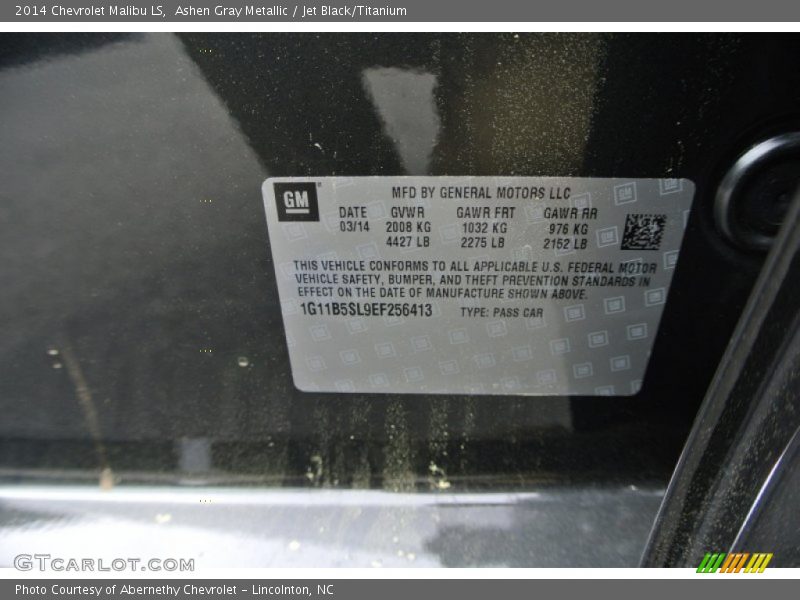 2014 Chevrolet Malibu LS,  Ashen Gray Metallic / Jet Black/Titanium
GM
MFD BY GENERAL MOTORS LLC
DATE GVWR GAWR FRT GAWR RR
03/14 2008 KG 1032 KG 976 KG
4427 LB 2275 LB 2152 LB
THIS VEHICLE CONFORMS TO ALL APPLICABLE U.S. FEDERAL MOTOR
VEHICLE SAFETY, BUMPER, AND THEFT PREVENTION STANDARDS IN
EFFECT ON THE DATE OF MANUFACTURE SHOWN ABOVE.
1G11B5SL9EF256413 TYPE: PASS CAR
GTCARLOT.COM
Photo Courtesy of Abernethy Chevrolet – Lincolnton, NC